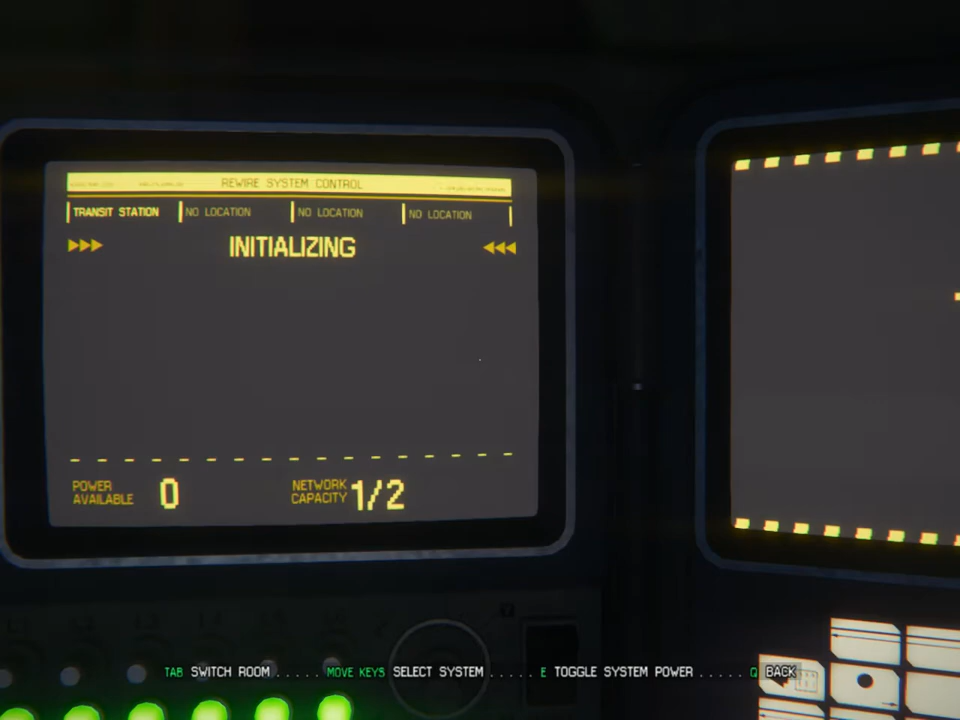 REWIRE SYSTEM CONTROL
TRANSIT STATION NO LOCATION NO LOCATION NO LOCATION
INITIALIZING
POWER AVAILABLE 0 NETWORK CAPACITY 1/2
TAB SWITCH ROOM ..... MOVE KEYS SELECT SYSTEM ..... E TOGGLE SYSTEM POWER ..... Q BACK